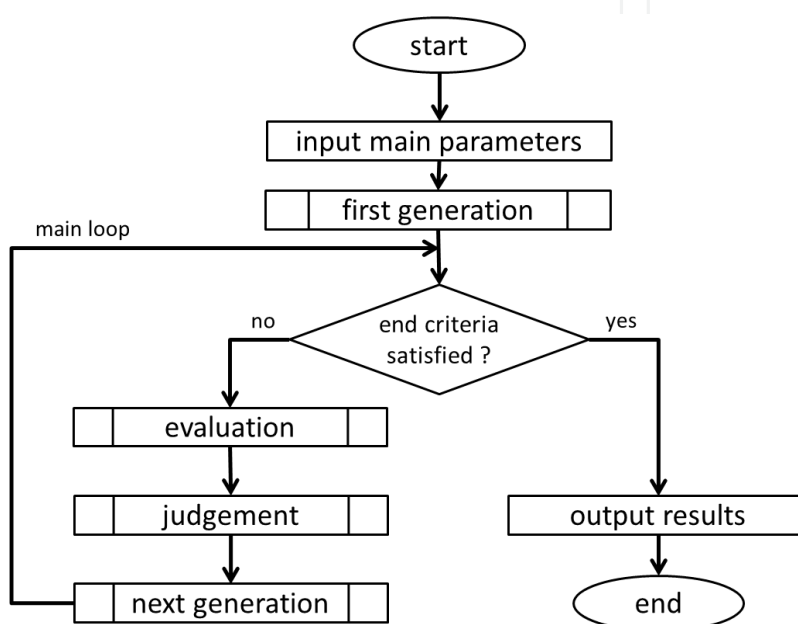 start
input main parameters
first generation
main loop
no
end criteria
satisfied ?
yes
evaluation
judgement
output results
next generation
end